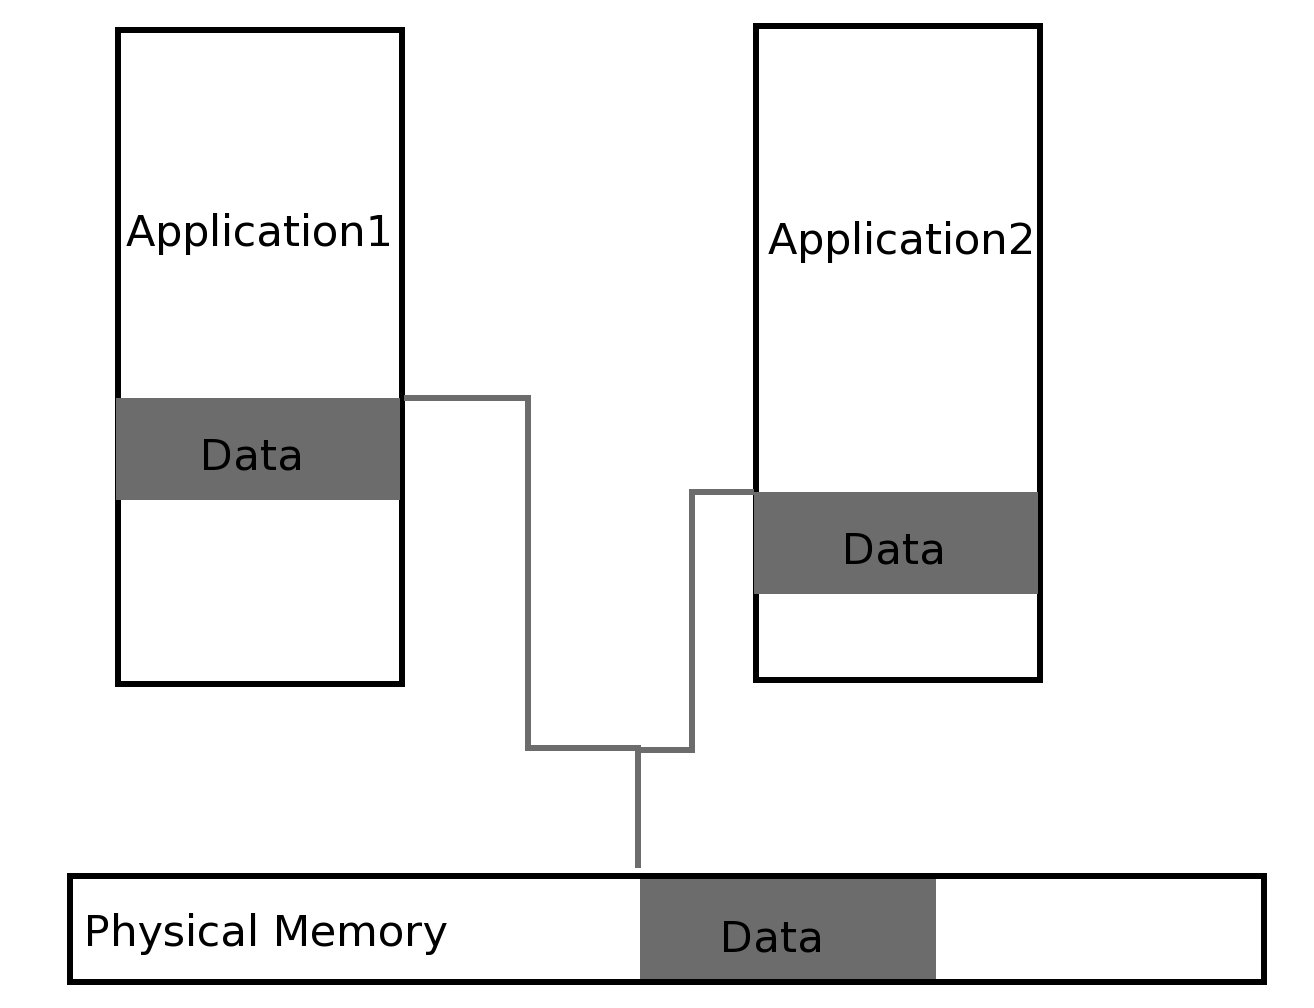 Application1
Application2
Data
Data
Physical Memory
Data